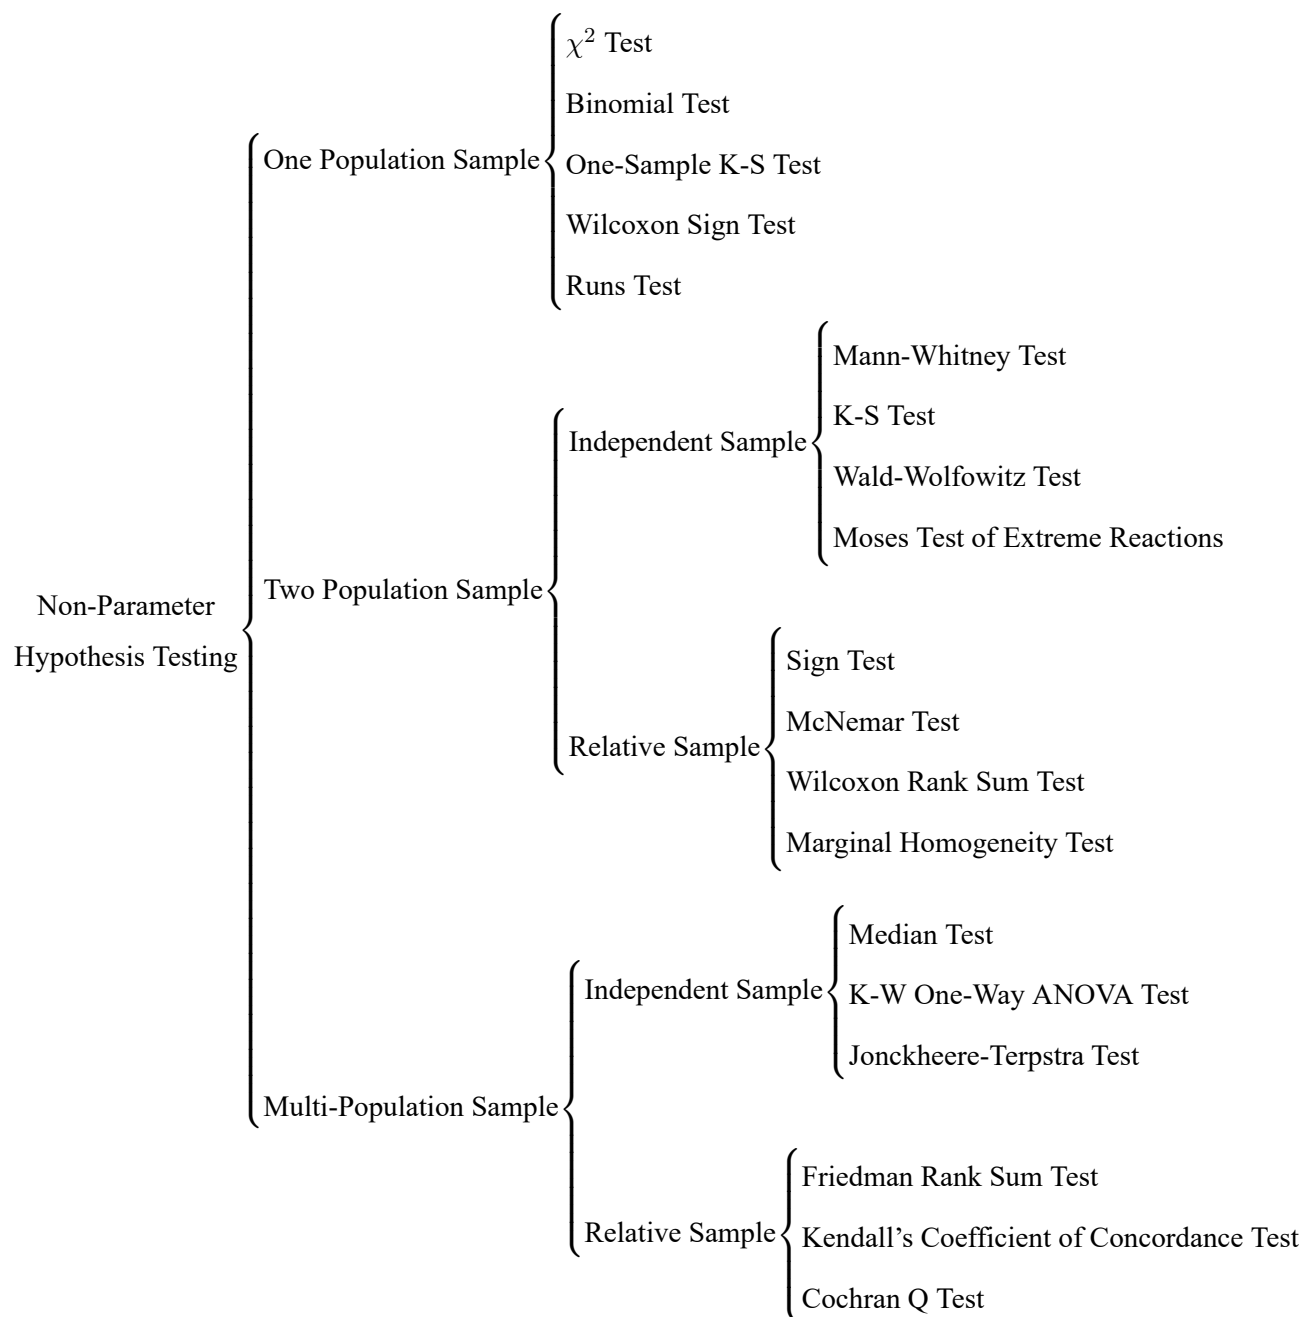 Non-Parameter
Hypothesis Testing
One Population Sample
χ² Test
Binomial Test
One-Sample K-S Test
Wilcoxon Sign Test
Runs Test
Two Population Sample
Independent Sample
Mann-Whitney Test
K-S Test
Wald-Wolfowitz Test
Moses Test of Extreme Reactions
Relative Sample
Sign Test
McNemar Test
Wilcoxon Rank Sum Test
Marginal Homogeneity Test
Multi-Population Sample
Independent Sample
Median Test
K-W One-Way ANOVA Test
Jonckheere-Terpstra Test
Relative Sample
Friedman Rank Sum Test
Kendall’s Coefficient of Concordance Test
Cochran Q Test